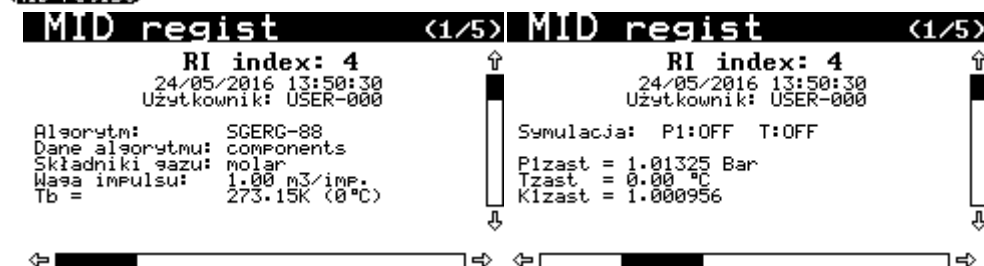 MID regist (1/5)
RI index: 4
24/05/2016 13:50:30
Użytkownik: USER-000
Algorytm: SGERG-88
Dane algorytmu: components
Składniki gazu: molar
Waga impulsu: 1.00 m3/imp.
Tb = 273.15K (0°C)
MID regist (1/5)
RI index: 4
24/05/2016 13:50:30
Użytkownik: USER-000
Symulacja: P1:OFF T:OFF
P1zast = 1.01325 Bar
Tzast = 0.00 °C
K1zast = 1.000956